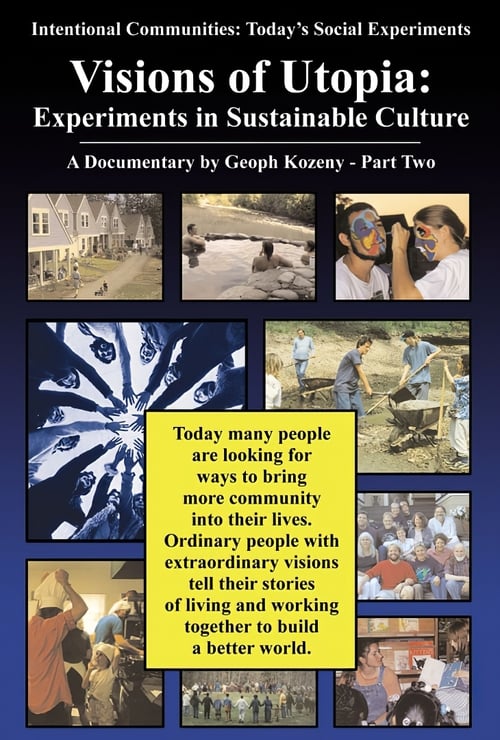 Intentional Communities: Today's Social Experiments
Visions of Utopia:
Experiments in Sustainable Culture
A Documentary by Geoph Kozeny - Part Two
Today many people
are looking for
ways to bring
more community
into their lives.
Ordinary people with
extraordinary visions
tell their stories
of living and working
together to build
a better world.